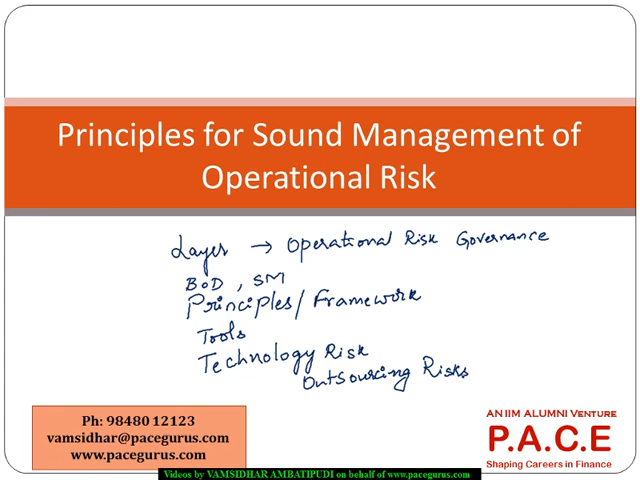 Principles for Sound Management of
Operational Risk
Layer → Operational Risk Governance
BoD, SM
Principles/Framework
Tools
Technology Risk
Outsourcing Risks
Ph: 98480 12123
vamsidhar@pacegurus.com
www.pacegurus.com
AN IIM ALUMNI VENTURE
P.A.C.E
Shaping Careers in Finance
Videos by VAMSIDHAR AMBATIPUDI on behalf of www.pacegurus.com